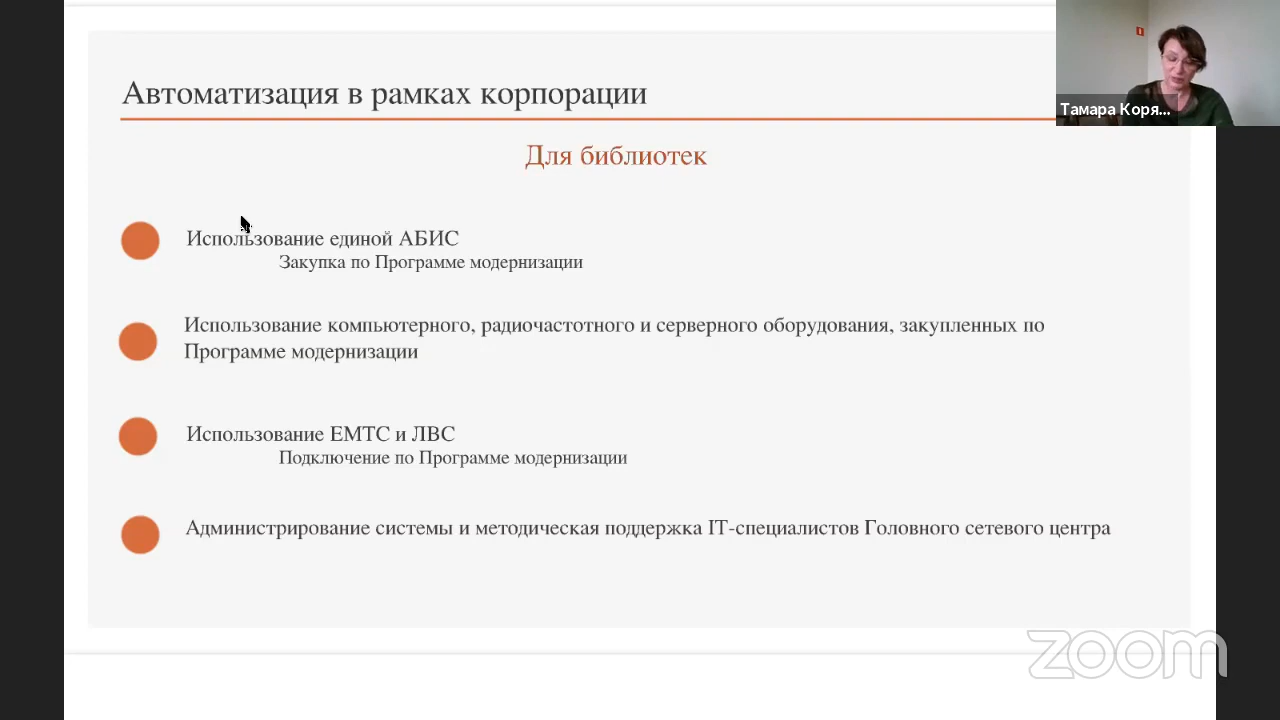 Автоматизация в рамках корпорации
Тамара Коря...
Для библиотек
Использование единой АБИС
Закупка по Программе модернизации
Использование компьютерного, радиочастотного и серверного оборудования, закупленных по
Программе модернизации
Использование ЕМТС и ЛВС
Подключение по Программе модернизации
Администрирование системы и методическая поддержка IT-специалистов Головного сетевого центра
zoom